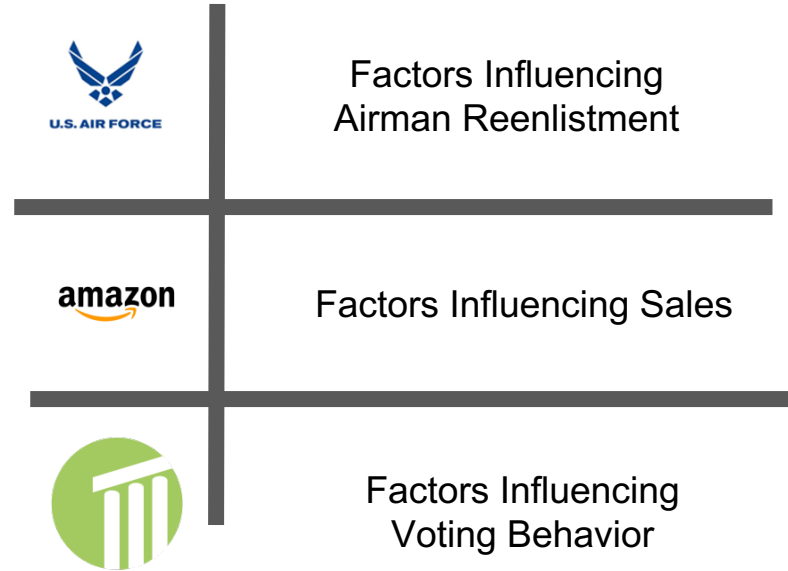 U.S. AIR FORCE
Factors Influencing
Airman Reenlistment
amazon
Factors Influencing Sales
Factors Influencing
Voting Behavior